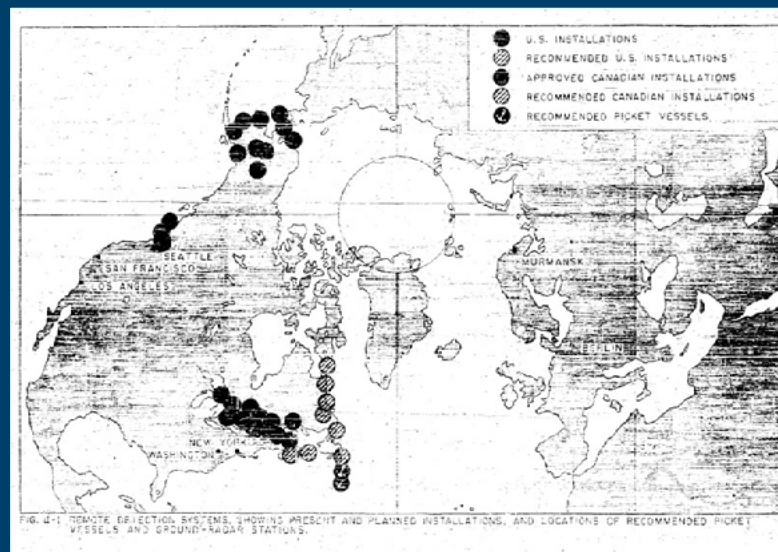 U.S. INSTALLATIONS
RECOMMENDED U.S. INSTALLATIONS
APPROVED CANADIAN INSTALLATIONS
RECOMMENDED CANADIAN INSTALLATIONS
RECOMMENDED PICKET VESSELS
SEATTLE
SAN FRANCISCO
LOS ANGELES
MURMANSK
BERLIN
NEW YORK
WASHINGTON
FIG. 4-1 REMOTE DETECTION SYSTEMS, SHOWING PRESENT AND PLANNED INSTALLATIONS, AND LOCATIONS OF RECOMMENDED PICKET
VESSELS AND GROUND-RADAR STATIONS.